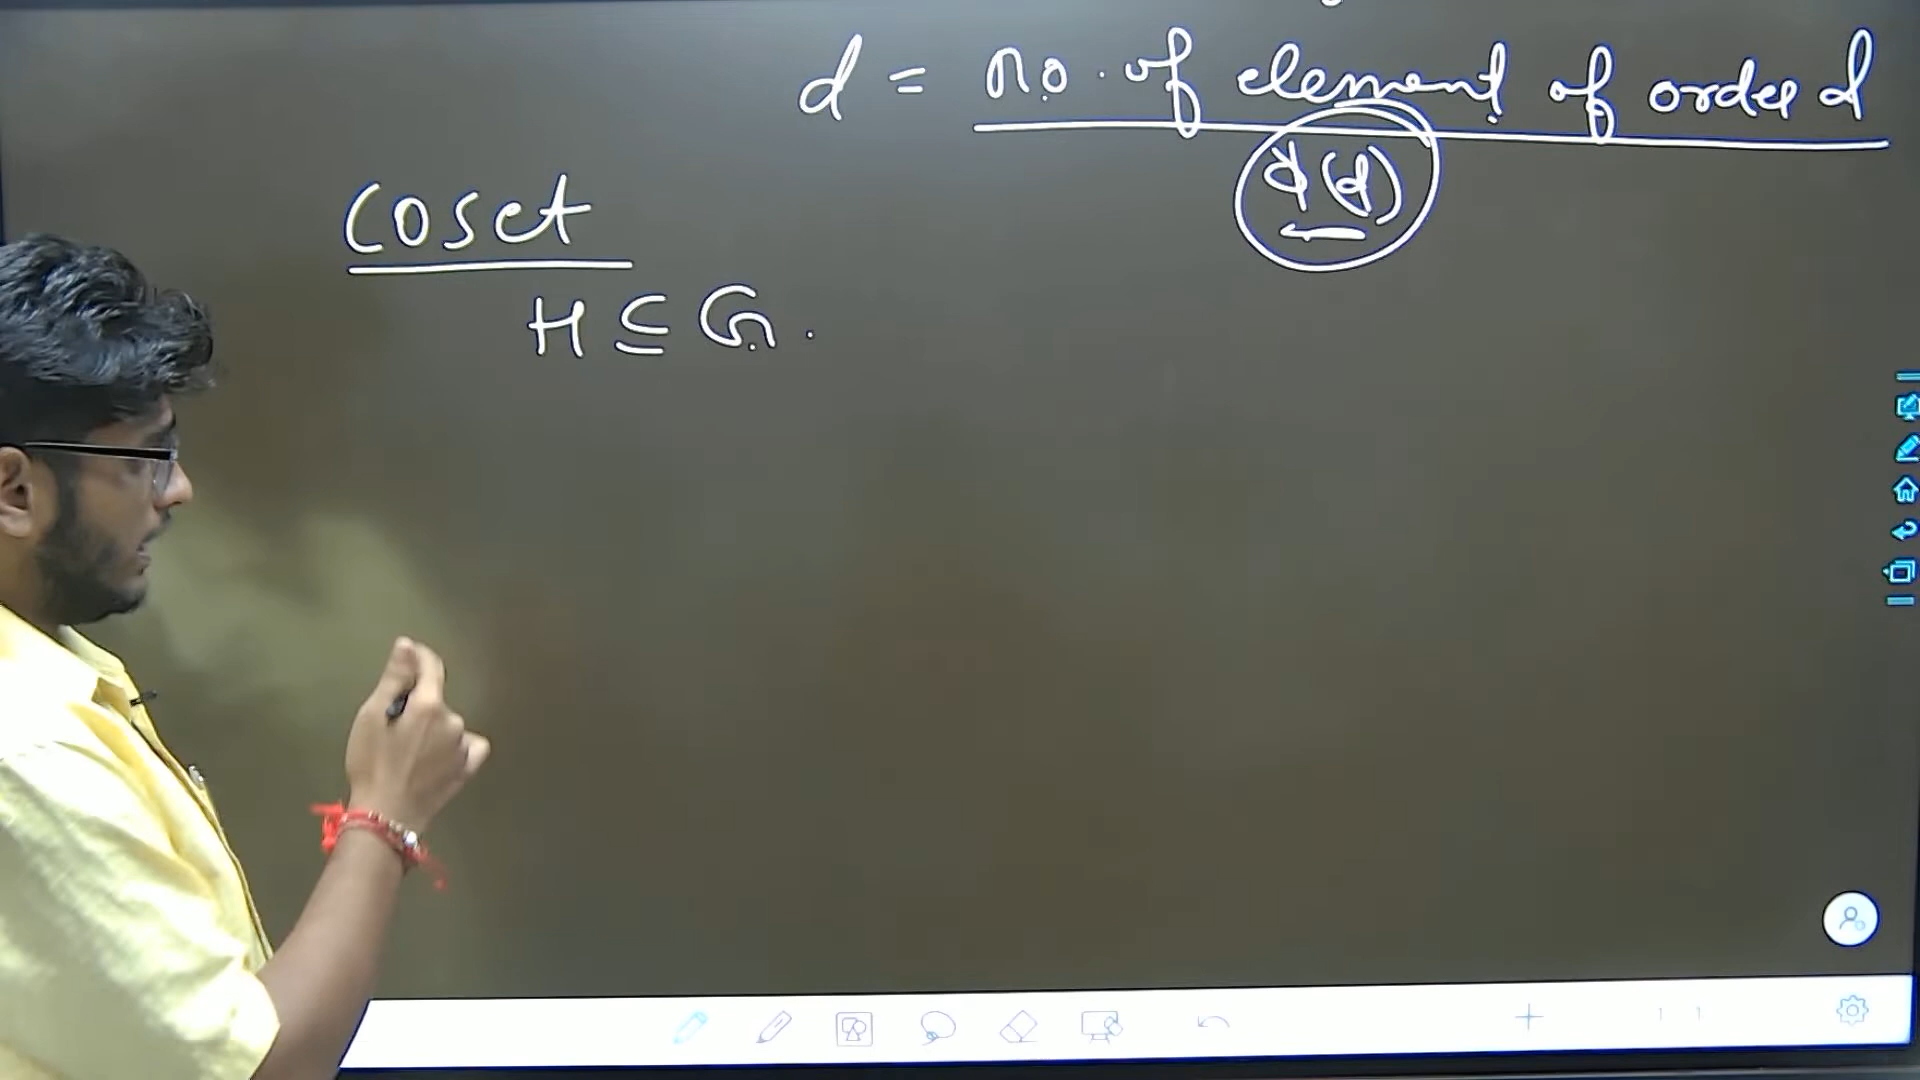 d = no. of element of order d
ϕ(d)
Coset
H ⊆ G.